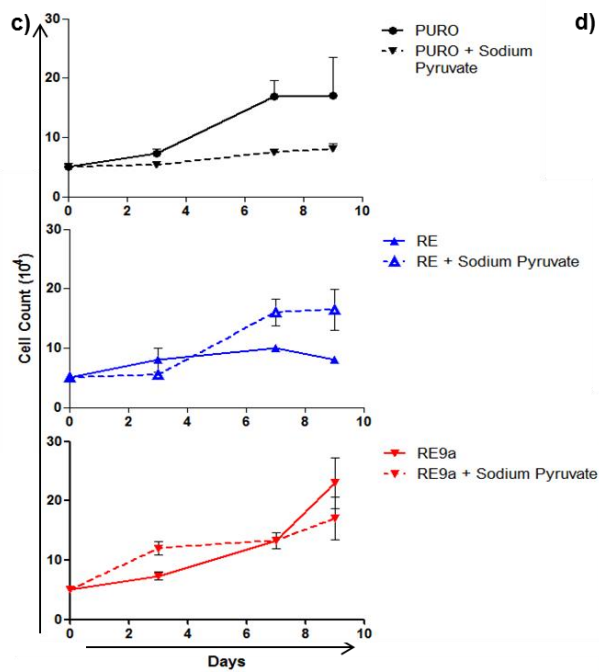 c)
d)
30
20
10
0
0 2 4 6 8 10
PURO
PURO + Sodium
Pyruvate
30
20
10
0
0 2 4 6 8 10
RE
RE + Sodium Pyruvate
Cell Count (10⁴)
30
20
10
0
0 2 4 6 8 10
RE9a
RE9a + Sodium Pyruvate
Days